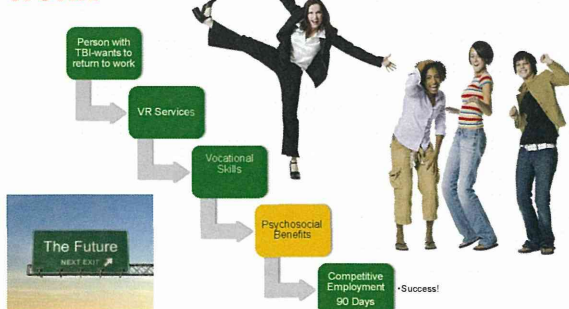 Person with
TBI-wants to
return to work
VR Services
Vocational
Skills
Psychosocial
Benefits
Competitive
Employment
90 Days
•Success!
The Future
NEXT EXIT